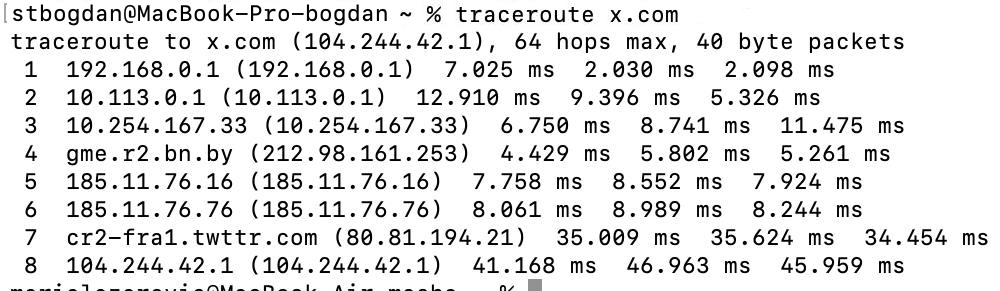 [stbogdan@MacBook-Pro-bogdan ~ % traceroute x.com
traceroute to x.com (104.244.42.1), 64 hops max, 40 byte packets
1 192.168.0.1 (192.168.0.1) 7.025 ms 2.030 ms 2.098 ms
2 10.113.0.1 (10.113.0.1) 12.910 ms 9.396 ms 5.326 ms
3 10.254.167.33 (10.254.167.33) 6.750 ms 8.741 ms 11.475 ms
4 gme.r2.bn.by (212.98.161.253) 4.429 ms 5.802 ms 5.261 ms
5 185.11.76.16 (185.11.76.16) 7.758 ms 8.552 ms 7.924 ms
6 185.11.76.76 (185.11.76.76) 8.061 ms 8.989 ms 8.244 ms
7 cr2-fra1.twttr.com (80.81.194.21) 35.009 ms 35.624 ms 34.454 ms
8 104.244.42.1 (104.244.42.1) 41.168 ms 46.963 ms 45.959 ms
%